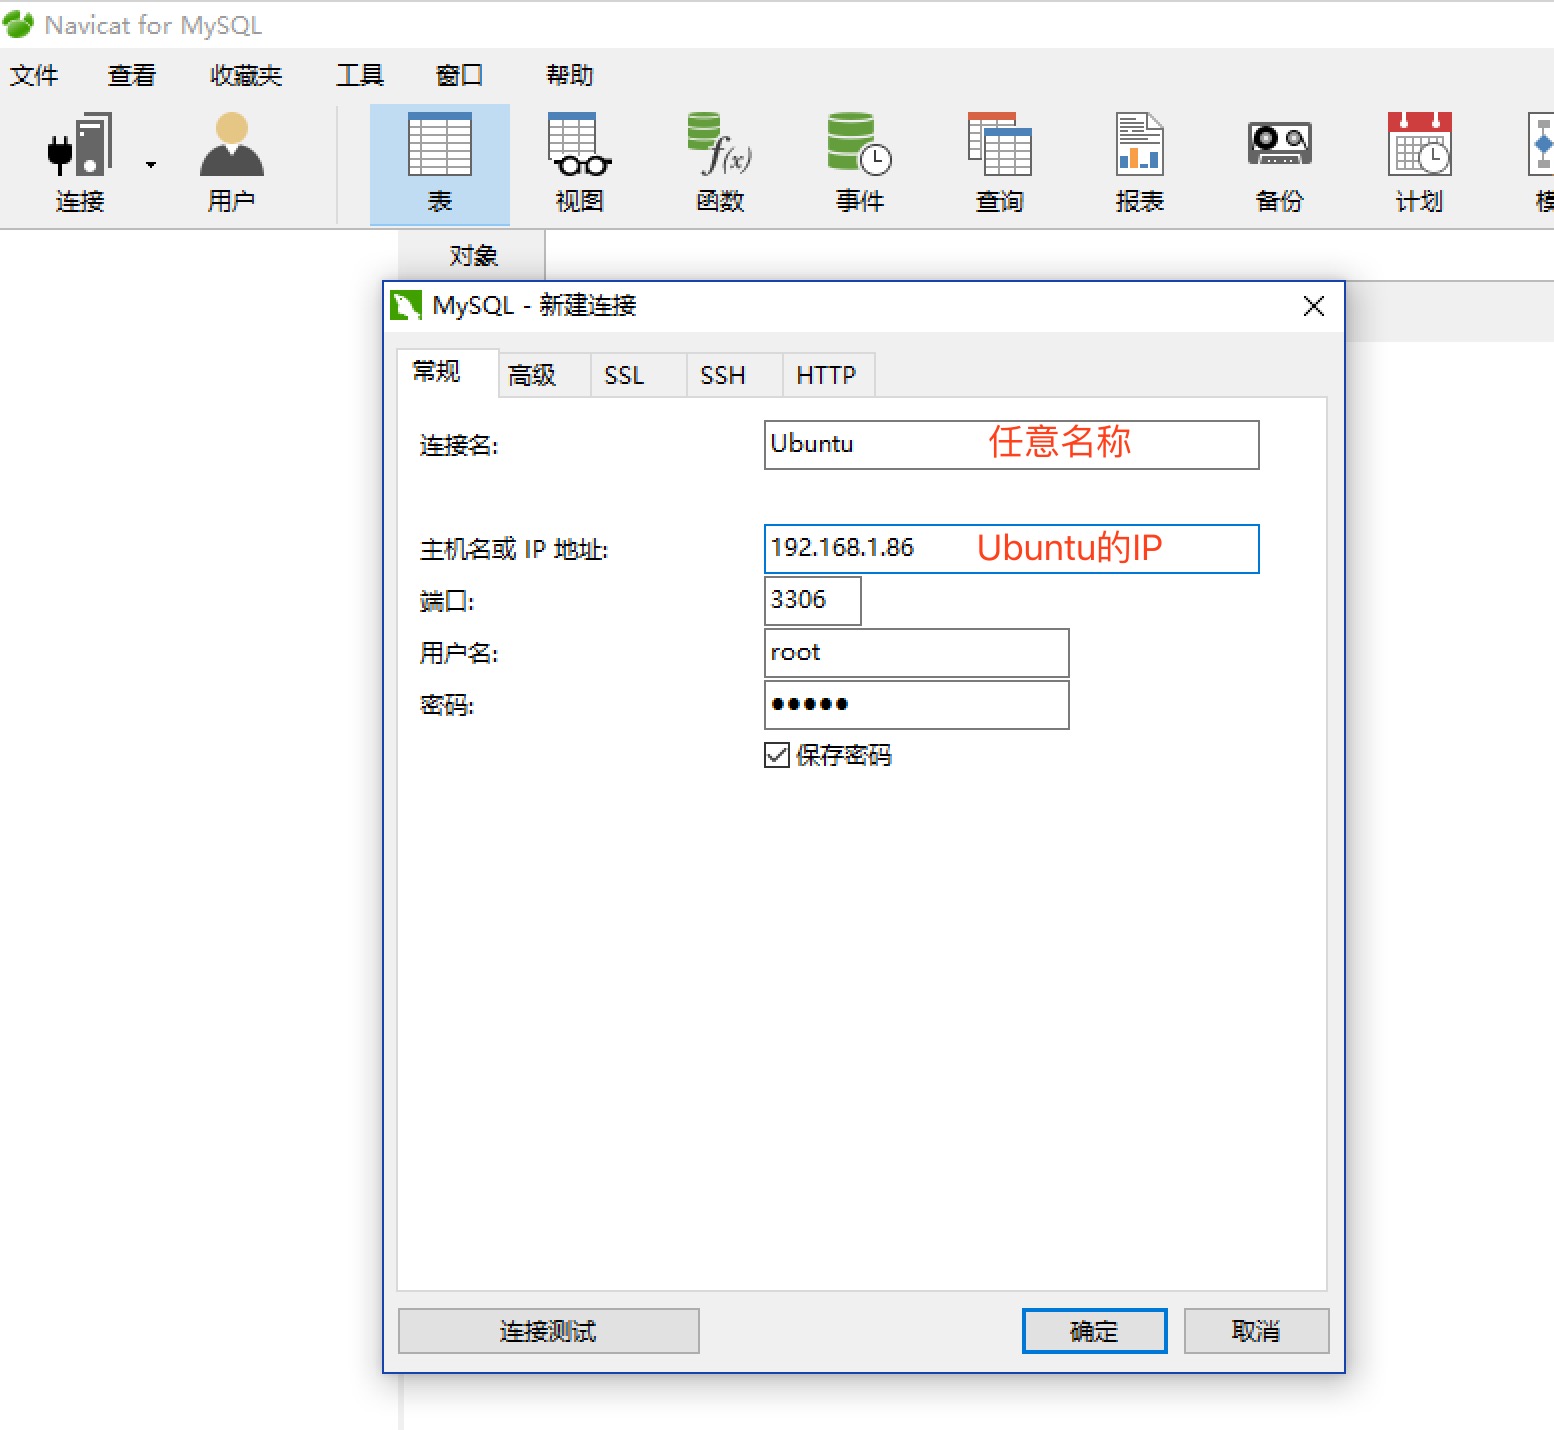 Navicat for MySQL
文件 查看 收藏夹 工具 窗口 帮助
连接 用户 表 视图 函数 事件 查询 报表 备份 计划
对象
MySQL - 新建连接
常规 高级 SSL SSH HTTP
连接名: Ubuntu 任意名称
主机名或 IP 地址: 192.168.1.86 Ubuntu的IP
端口: 3306
用户名: root
密码: ●●●●●
保存密码
连接测试 确定 取消